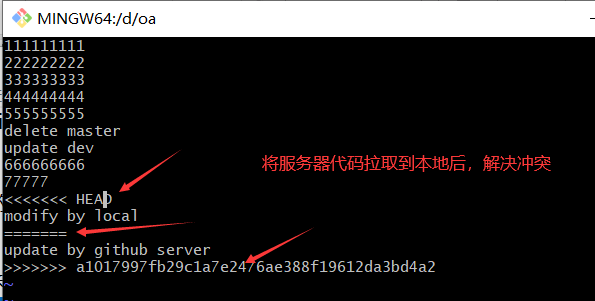 MINGW64:/d/oa
111111111
222222222
333333333
444444444
555555555
delete master
update dev
666666666
77777
将服务器代码拉取到本地后，解决冲突
<<<<<<< HEAD
modify by local
=======
update by github server
>>>>>>> a1017997fb29c1a7e2476ae388f19612da3bd4a2
~
~